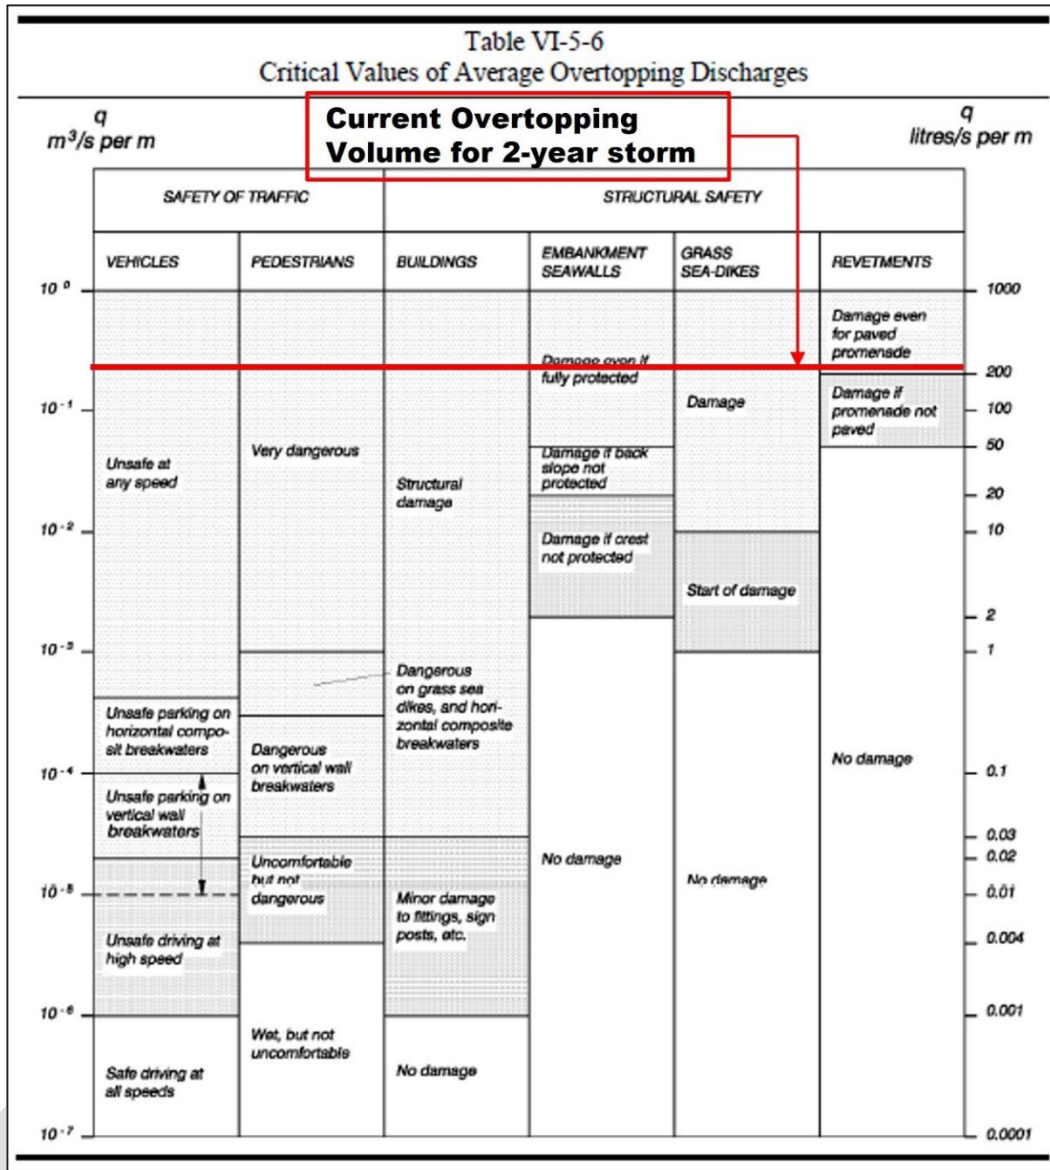 Table VI-5-6
Critical Values of Average Overtopping Discharges
q
m³/s per m
Current Overtopping
Volume for 2-year storm
q
litres/s per m
SAFETY OF TRAFFIC
STRUCTURAL SAFETY
VEHICLES
PEDESTRIANS
BUILDINGS
EMBANKMENT
SEAWALLS
GRASS
SEA-DIKES
REVETMENTS
10⁰
10⁻¹
10⁻²
10⁻³
10⁻⁴
10⁻⁵
10⁻⁶
10⁻⁷
Unsafe at
any speed
Unsafe parking on
horizontal compo-
sit breakwaters
Unsafe parking on
vertical wall
breakwaters
Unsafe driving at
high speed
Safe driving at
all speeds
Very dangerous
Dangerous
on vertical wall
breakwaters
Uncomfortable
but not
dangerous
Wet, but not
uncomfortable
Structural
damage
Dangerous
on grass sea
dikes, and hori-
zontal composite
breakwaters
Minor damage
to fittings, sign
posts, etc.
No damage
Damage even if
fully protected
Damage if back
slope not
protected
Damage if crest
not protected
No damage
Damage
Start of damage
No damage
Damage even
for paved
promenade
Damage if
promenade not
paved
No damage
1000
200
100
50
20
10
2
1
0.1
0.03
0.02
0.01
0.004
0.001
0.0001